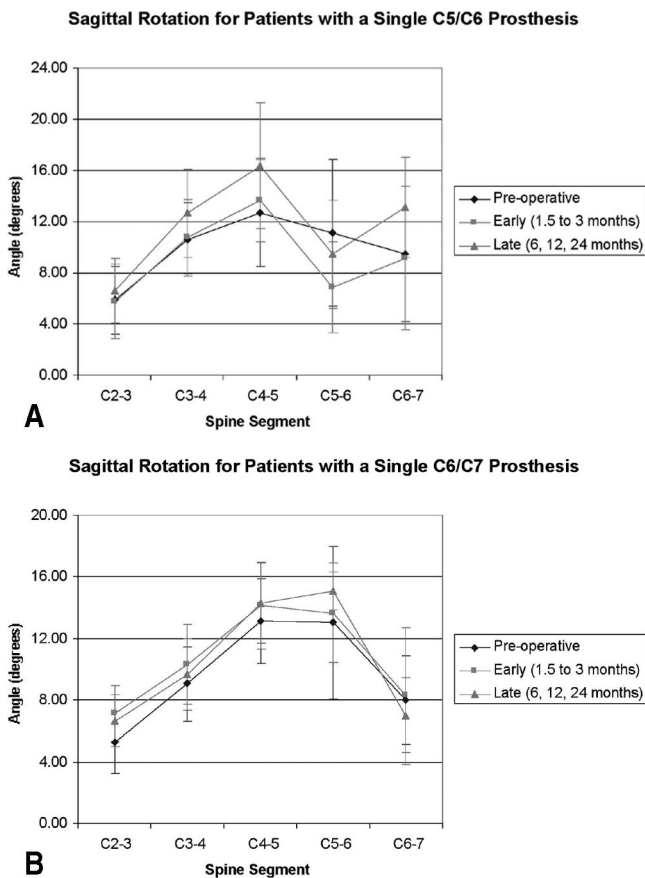 Sagittal Rotation for Patients with a Single C5/C6 Prosthesis
24.00
20.00
16.00
12.00
8.00
4.00
0.00
Angle (degrees)
C2-3 C3-4 C4-5 C5-6 C6-7
Spine Segment
Pre-operative
Early (1.5 to 3 months)
Late (6, 12, 24 months)
A
Sagittal Rotation for Patients with a Single C6/C7 Prosthesis
20.00
16.00
12.00
8.00
4.00
0.00
Angle (degrees)
C2-3 C3-4 C4-5 C5-6 C6-7
Spine Segment
Pre-operative
Early (1.5 to 3 months)
Late (6, 12, 24 months)
B